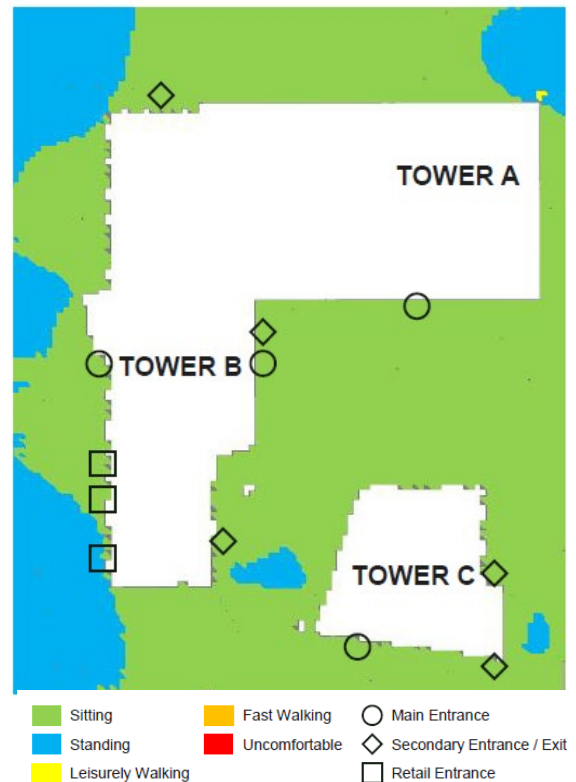 TOWER A
TOWER B
TOWER C
Sitting
Fast Walking
Main Entrance
Standing
Uncomfortable
Secondary Entrance / Exit
Leisurely Walking
Retail Entrance